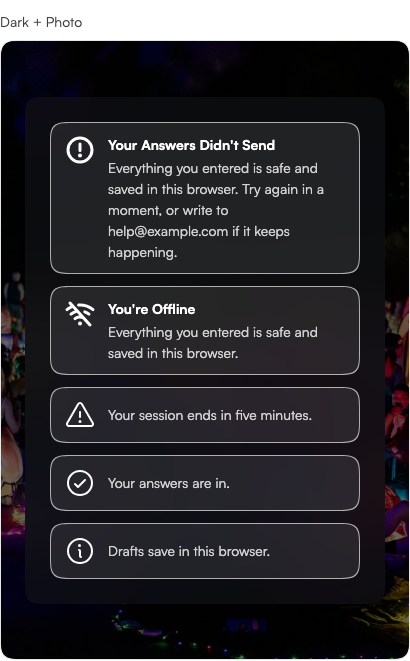 Dark + Photo
Your Answers Didn't Send
Everything you entered is safe and
saved in this browser. Try again in a
moment, or write to
help@example.com if it keeps
happening.
You're Offline
Everything you entered is safe and
saved in this browser.
Your session ends in five minutes.
Your answers are in.
Drafts save in this browser.